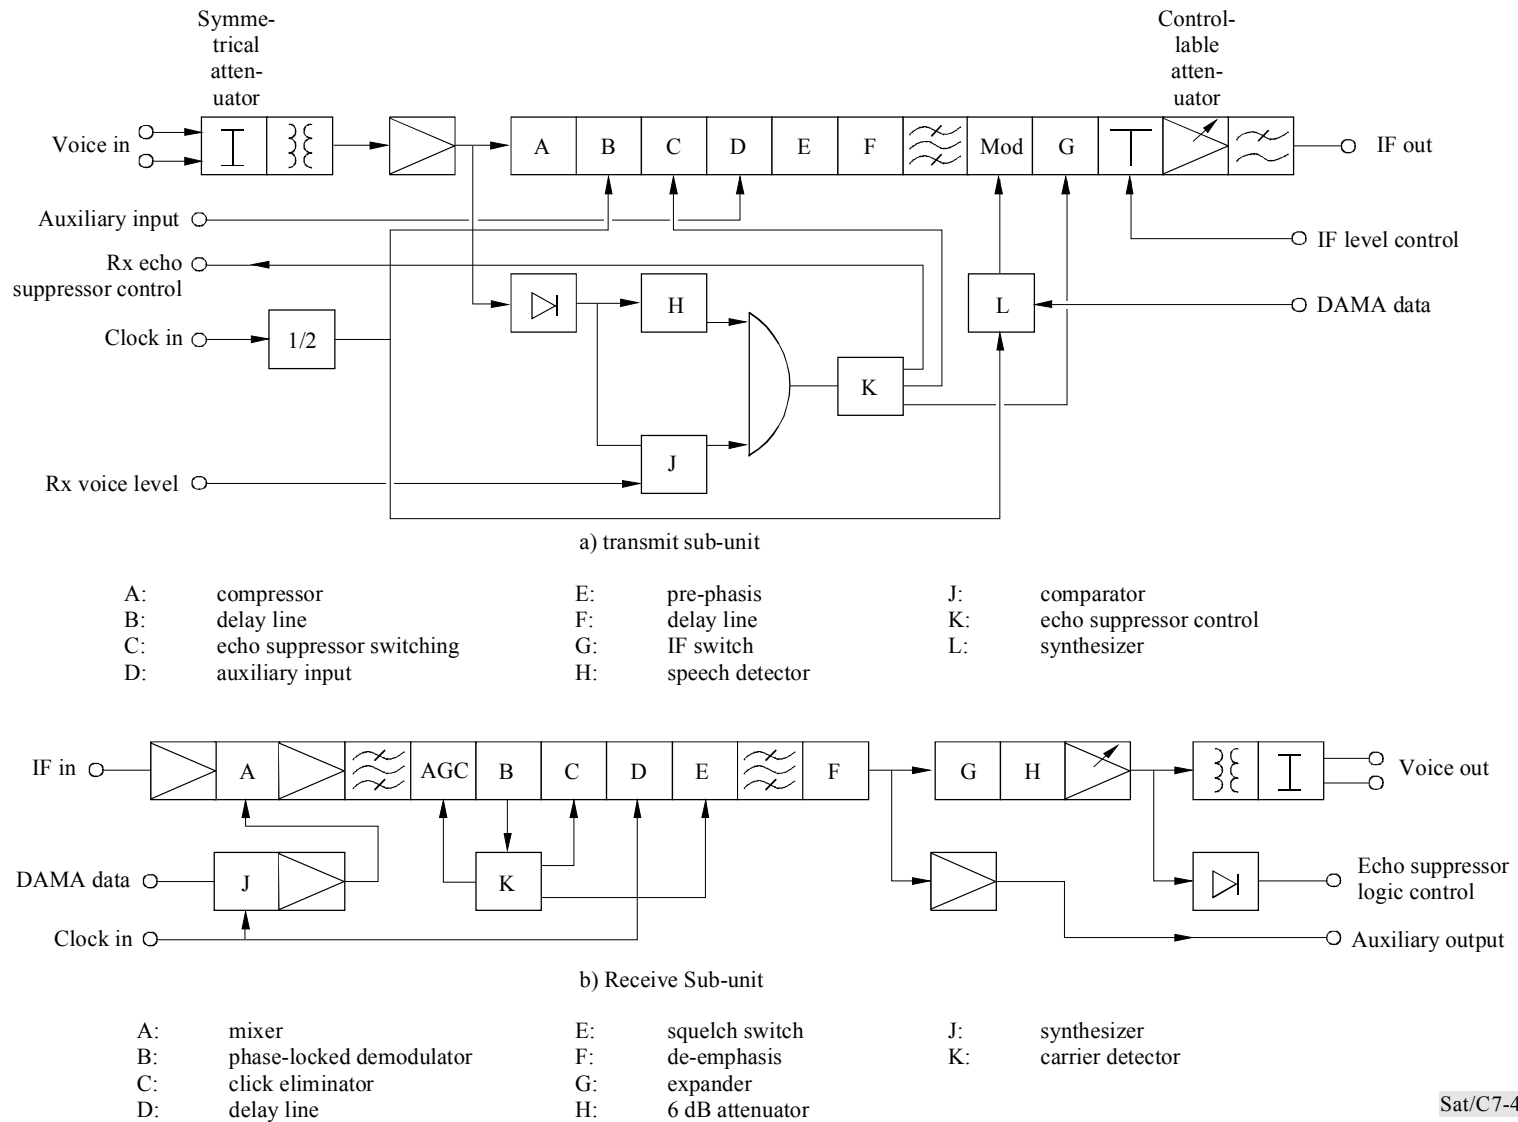 Symme-
trical
atten-
uator
Control-
lable
atten-
uator
Voice in
A B C D E F Mod G
IF out
Auxiliary input
IF level control
Rx echo
suppressor control
H
L
DAMA data
Clock in
1/2
K
J
Rx voice level
a) transmit sub-unit
A: compressor E: pre-phasis J: comparator
B: delay line F: delay line K: echo suppressor control
C: echo suppressor switching G: IF switch L: synthesizer
D: auxiliary input H: speech detector
IF in
A AGC B C D E F G H
Voice out
DAMA data
J
K
Echo suppressor
logic control
Clock in
Auxiliary output
b) Receive Sub-unit
A: mixer E: squelch switch J: synthesizer
B: phase-locked demodulator F: de-emphasis K: carrier detector
C: click eliminator G: expander
D: delay line H: 6 dB attenuator
Sat/C7-4